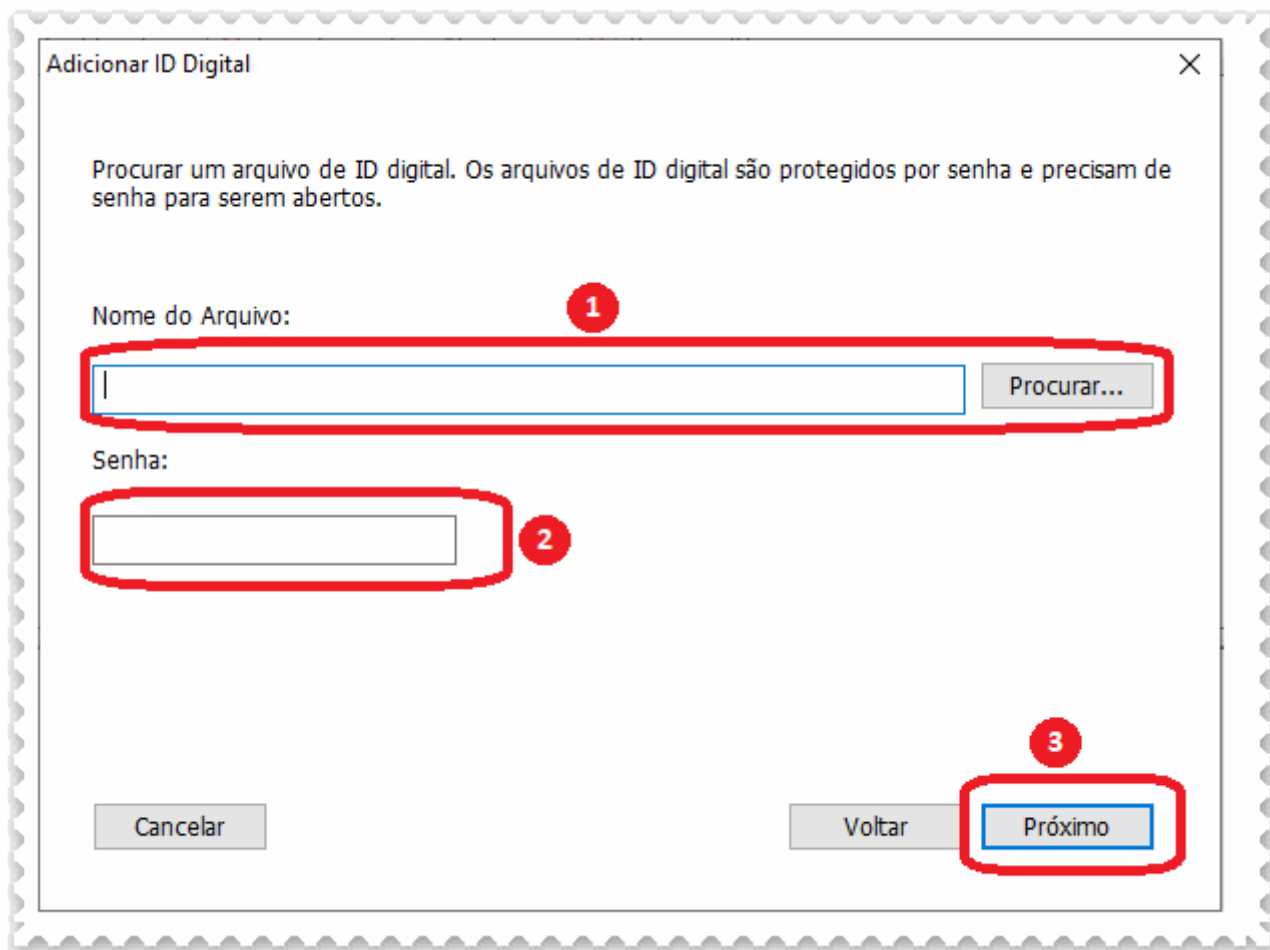 Adicionar ID Digital
Procurar um arquivo de ID digital. Os arquivos de ID digital são protegidos por senha e precisam de
senha para serem abertos.
1
Nome do Arquivo:
Procurar...
Senha:
2
3
Cancelar
Voltar
Próximo